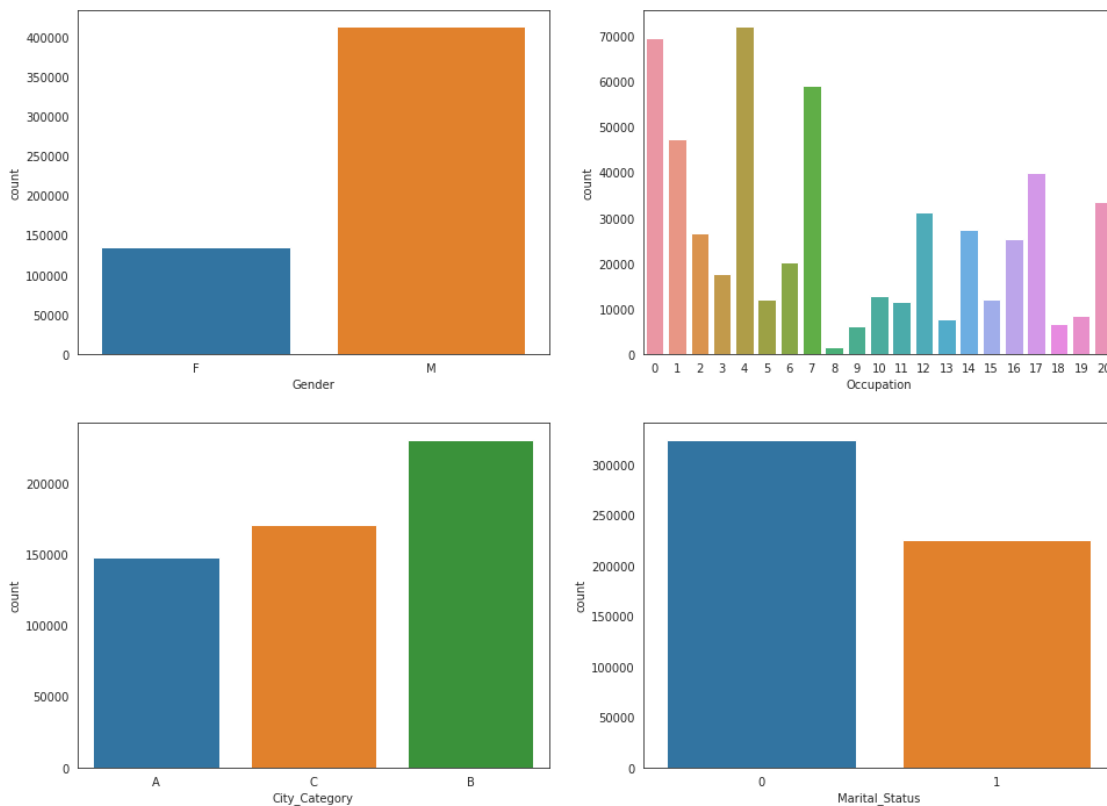 400000
350000
300000
250000
200000
150000
100000
50000
0
count
F M
Gender
70000
60000
50000
40000
30000
20000
10000
0
count
0 1 2 3 4 5 6 7 8 9 10 11 12 13 14 15 16 17 18 19 20
Occupation
200000
150000
100000
50000
0
count
A C B
City_Category
300000
250000
200000
150000
100000
50000
0
count
0 1
Marital_Status